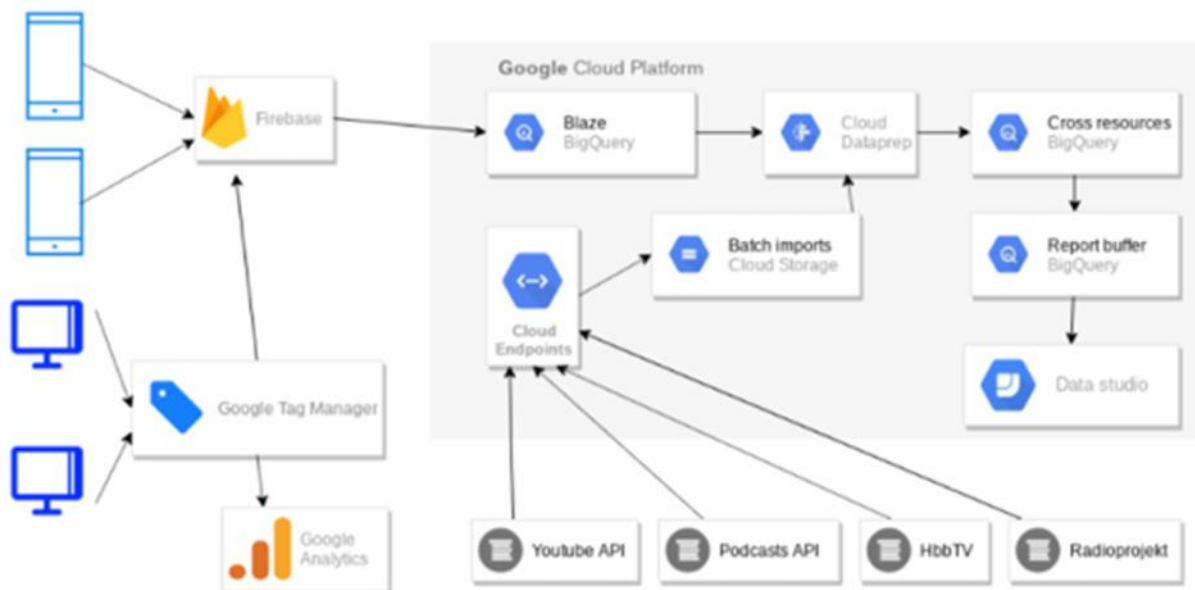 Google Cloud Platform
Firebase
Blaze
BigQuery
Cloud
Dataprep
Cross resources
BigQuery
Batch imports
Cloud Storage
Report buffer
BigQuery
Cloud
Endpoints
Data studio
Google Tag Manager
Google
Analytics
Youtube API
Podcasts API
HbbTV
Radioprojekt